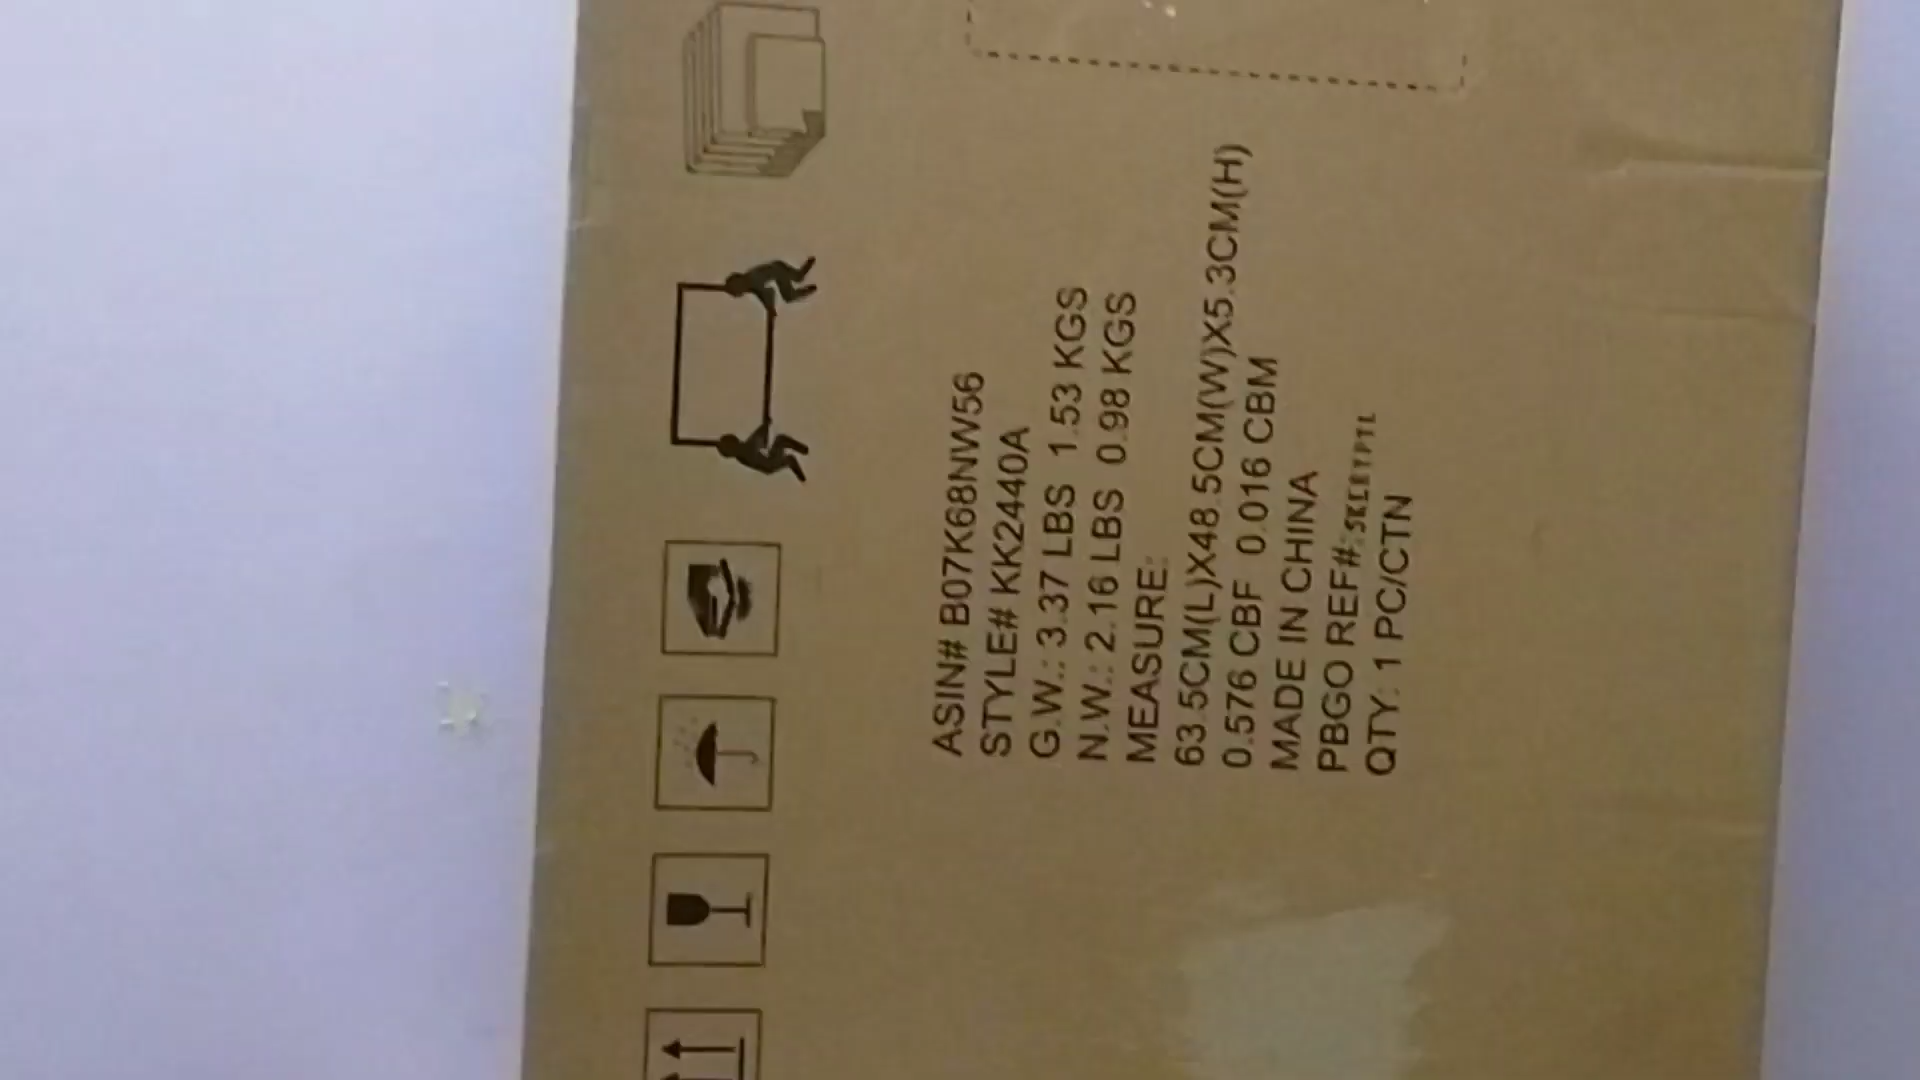 ASIN# B07K68NW56
STYLE# KK2440A
G.W.: 3.37 LBS 1.53 KGS
N.W.: 2.16 LBS 0.98 KGS
MEASURE:
63.5CM(L)X48.5CM(W)X5.3CM(H)
0.576 CBF 0.016 CBM
MADE IN CHINA
PBGO REF#:
QTY: 1 PC/CTN